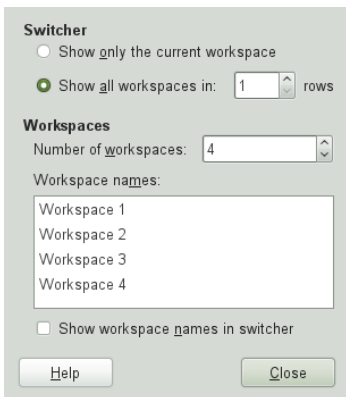 Switcher
Show only the current workspace
Show all workspaces in: 1 rows
Workspaces
Number of workspaces: 4
Workspace names:
Workspace 1
Workspace 2
Workspace 3
Workspace 4
Show workspace names in switcher
Help Close